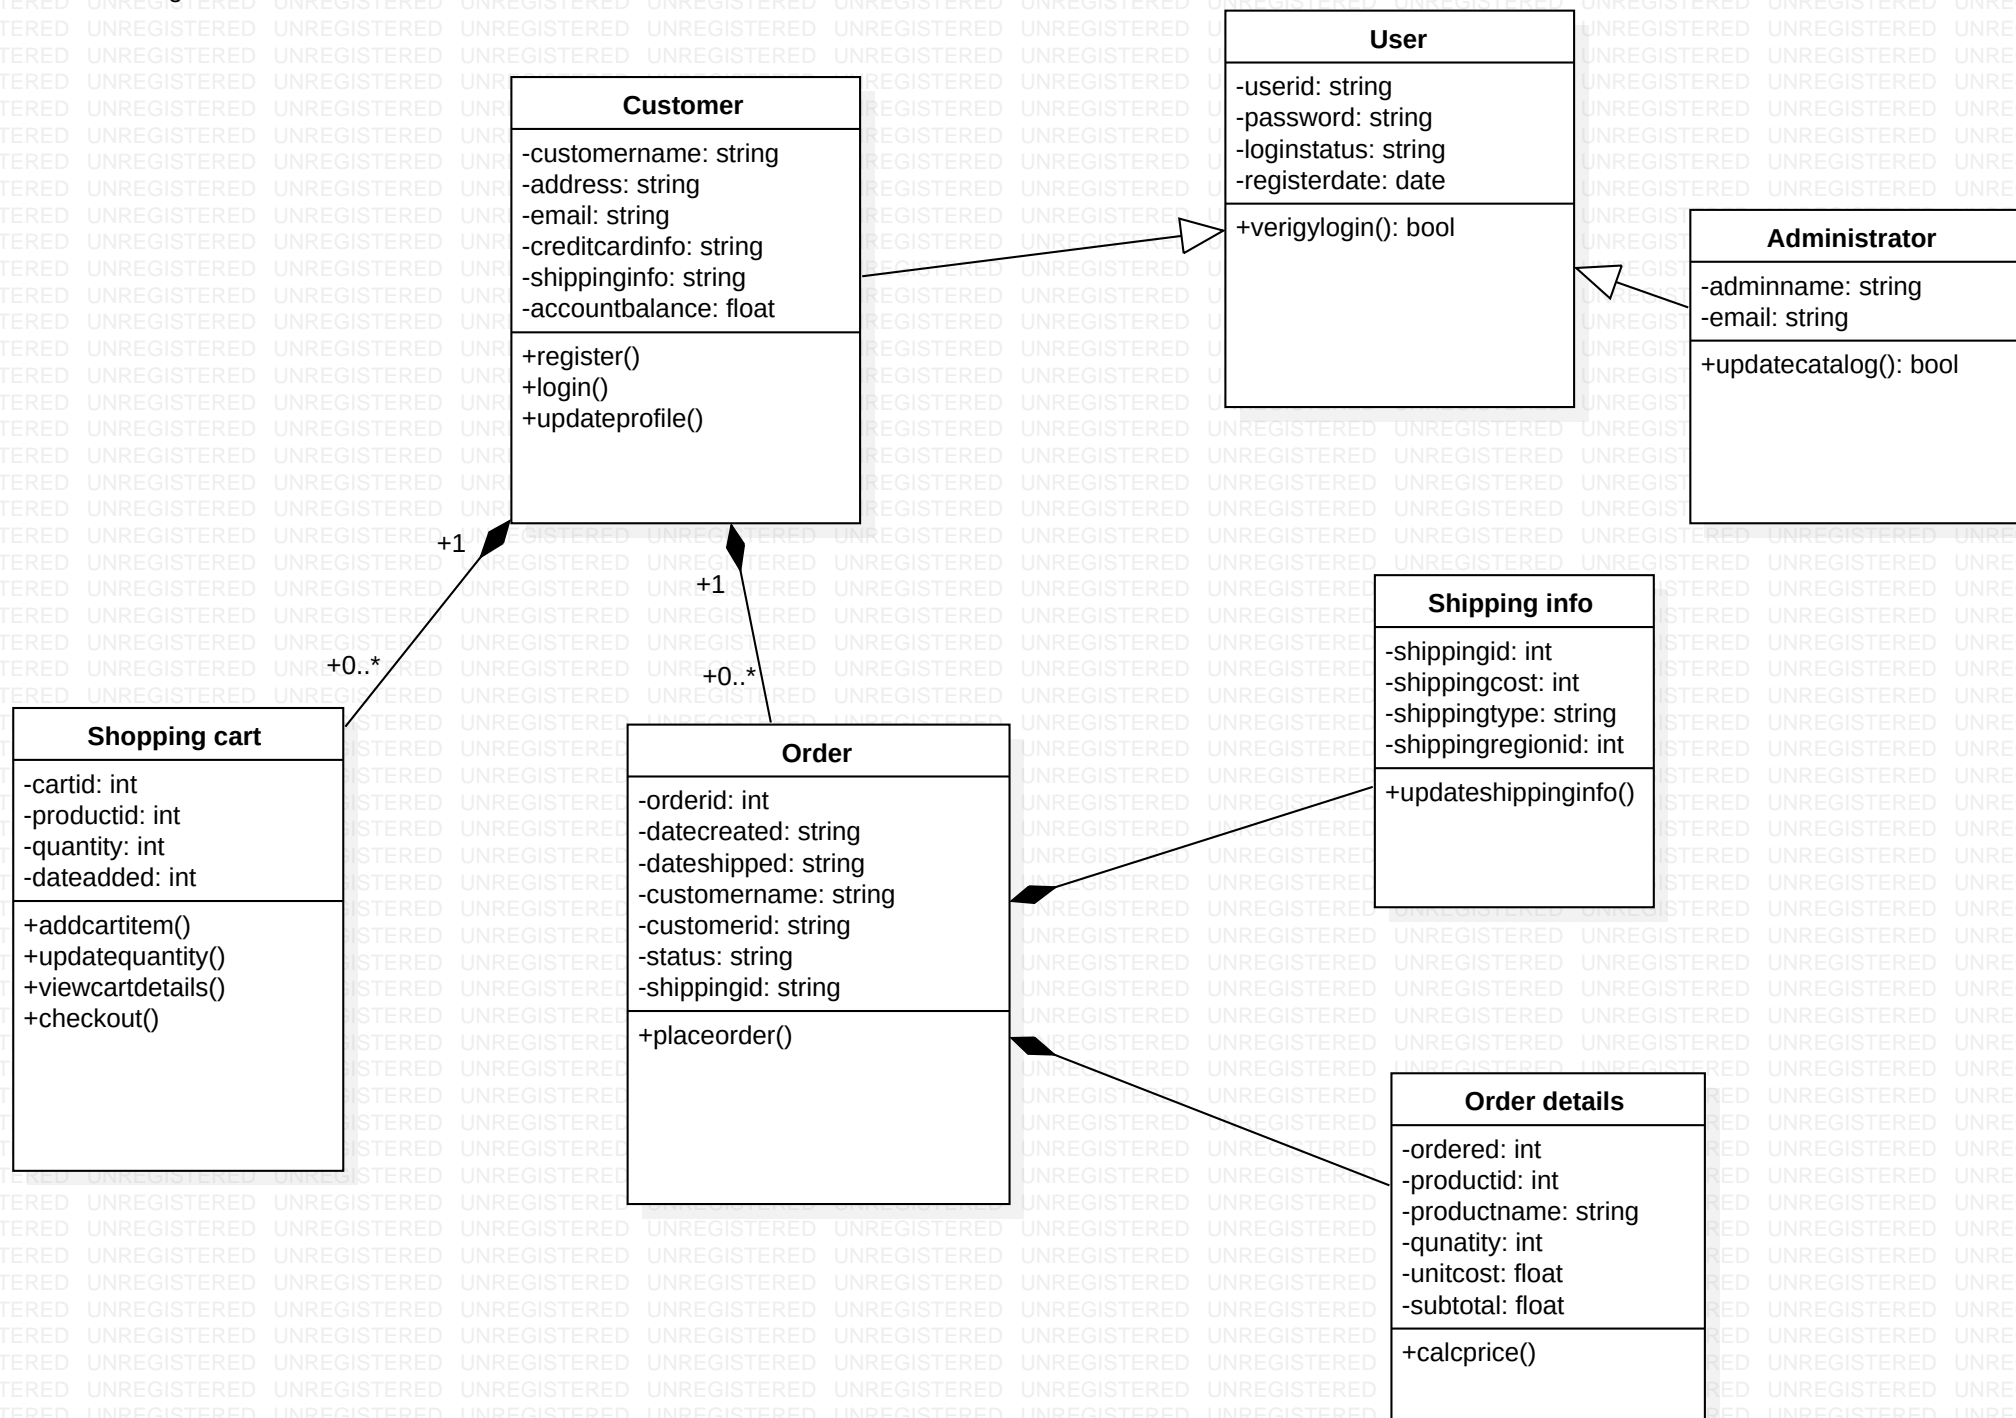 User
-userid: string
-password: string
-loginstatus: string
-registerdate: date
+verigylogin(): bool
Customer
-customername: string
-address: string
-email: string
-creditcardinfo: string
-shippinginfo: string
-accountbalance: float
+register()
+login()
+updateprofile()
Administrator
-adminname: string
-email: string
+updatecatalog(): bool
+1
+0..*
+1
+0..*
Shipping info
-shippingid: int
-shippingcost: int
-shippingtype: string
-shippingregionid: int
+updateshippinginfo()
Shopping cart
-cartid: int
-productid: int
-quantity: int
-dateadded: int
+addcartitem()
+updatequantity()
+viewcartdetails()
+checkout()
Order
-orderid: int
-datecreated: string
-dateshipped: string
-customername: string
-customerid: string
-status: string
-shippingid: string
+placeorder()
Order details
-ordered: int
-productid: int
-productname: string
-qunatity: int
-unitcost: float
-subtotal: float
+calcprice()
UNREGISTERED